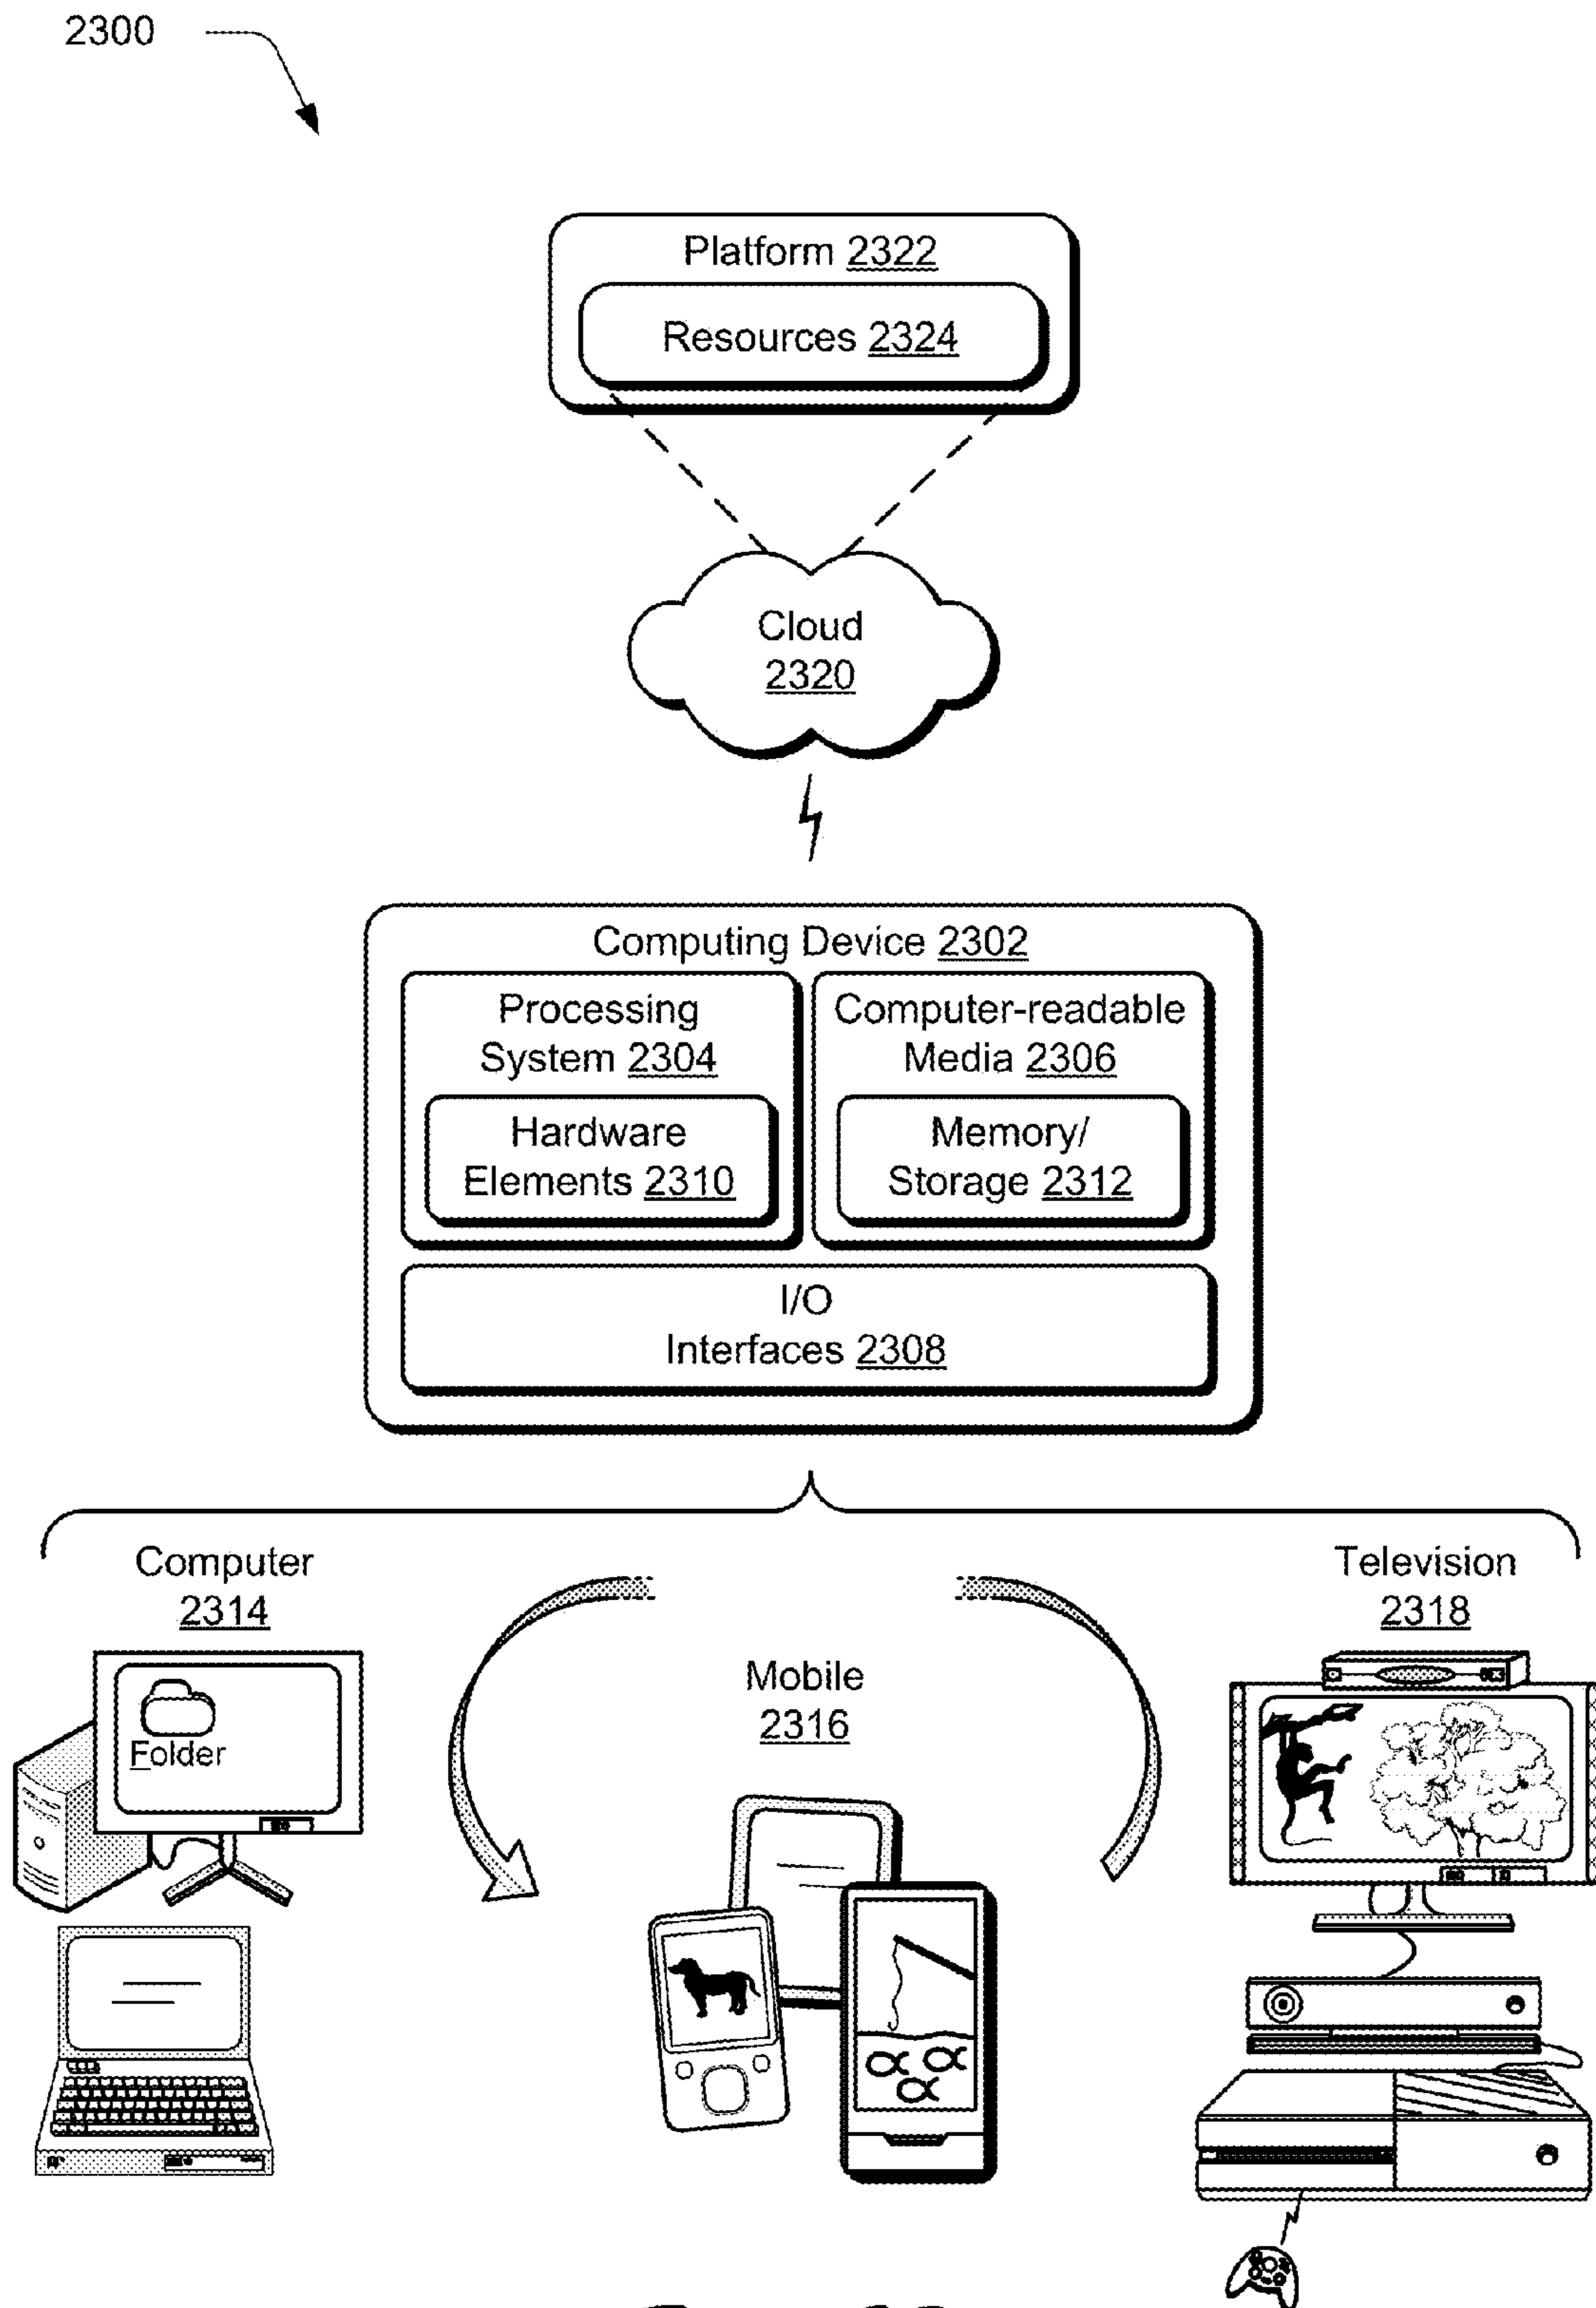 2300
Platform 2322
Resources 2324
Cloud
2320
Computing Device 2302
Processing
System 2304
Hardware
Elements 2310
Computer-readable
Media 2306
Memory/
Storage 2312
I/O
Interfaces 2308
Computer
2314
Folder
Mobile
2316
Television
2318